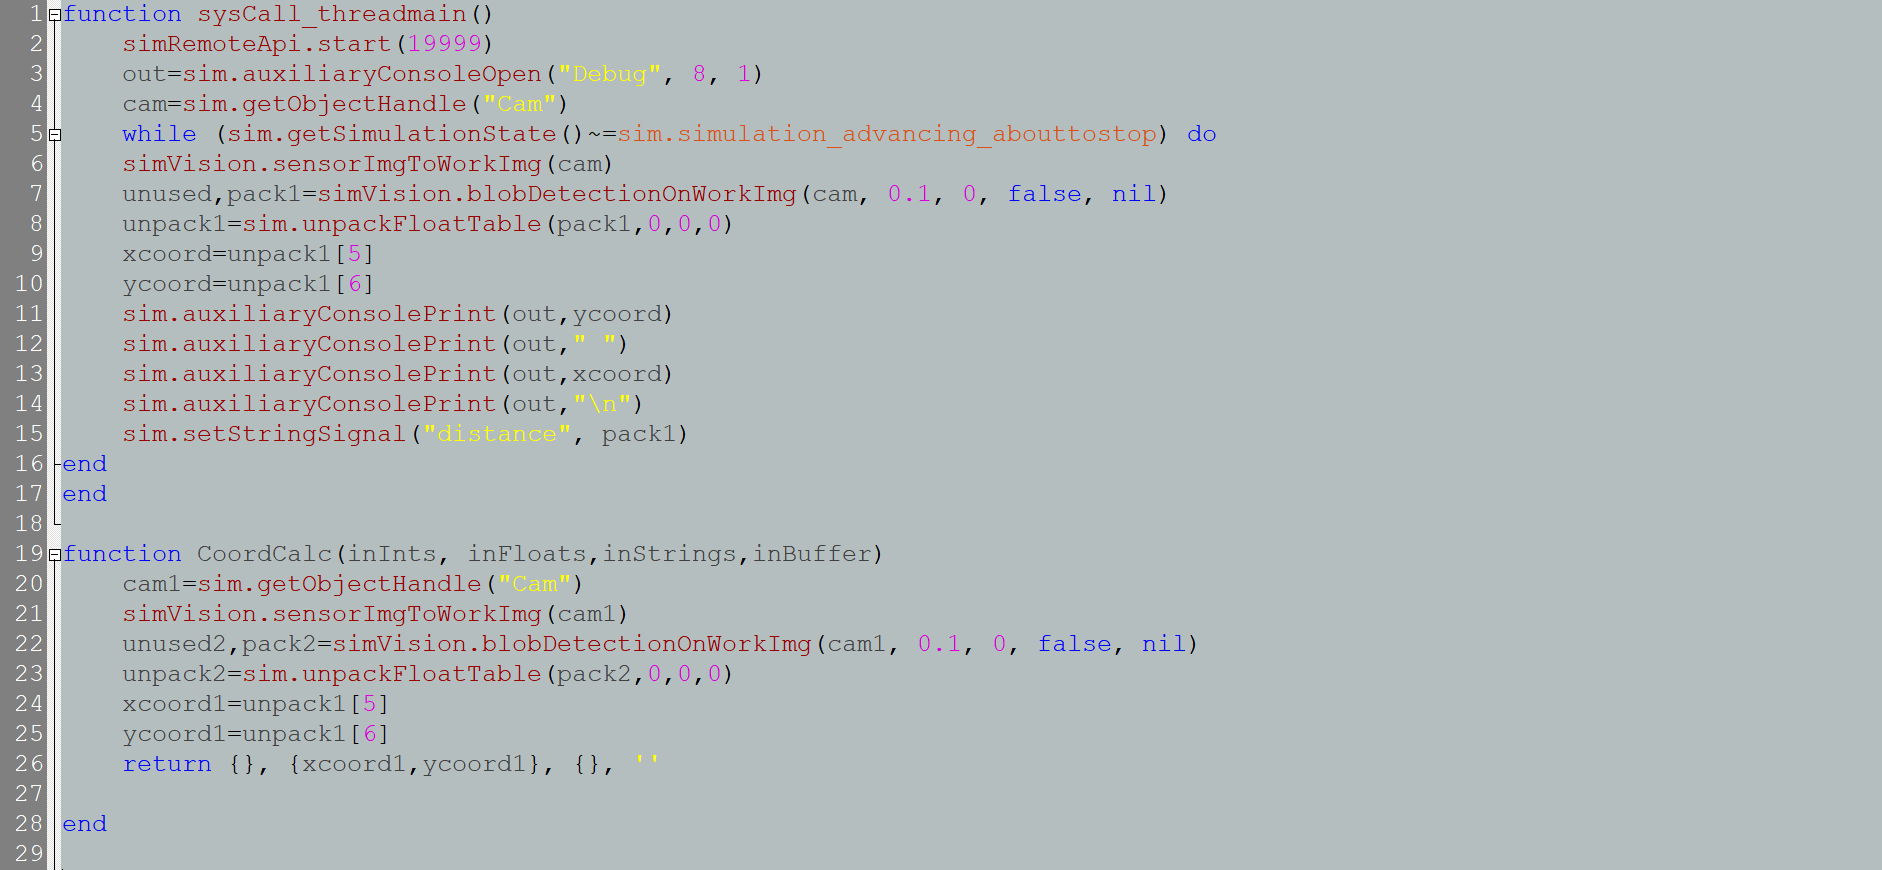 1 function sysCall_threadmain()
2 simRemoteApi.start(19999)
3 out=sim.auxiliaryConsoleOpen("Debug", 8, 1)
4 cam=sim.getObjectHandle("Cam")
5 while (sim.getSimulationState()~=sim.simulation_advancing_abouttostop) do
6 simVision.sensorImgToWorkImg(cam)
7 unused,pack1=simVision.blobDetectionOnWorkImg(cam, 0.1, 0, false, nil)
8 unpack1=sim.unpackFloatTable(pack1,0,0,0)
9 xcoord=unpack1[5]
10 ycoord=unpack1[6]
11 sim.auxiliaryConsolePrint(out,ycoord)
12 sim.auxiliaryConsolePrint(out," ")
13 sim.auxiliaryConsolePrint(out,xcoord)
14 sim.auxiliaryConsolePrint(out,"\n")
15 sim.setStringSignal("distance", pack1)
16 end
17 end
18
19 function CoordCalc(inInts, inFloats,inStrings,inBuffer)
20 cam1=sim.getObjectHandle("Cam")
21 simVision.sensorImgToWorkImg(cam1)
22 unused2,pack2=simVision.blobDetectionOnWorkImg(cam1, 0.1, 0, false, nil)
23 unpack2=sim.unpackFloatTable(pack2,0,0,0)
24 xcoord1=unpack1[5]
25 ycoord1=unpack1[6]
26 return {}, {xcoord1,ycoord1}, {}, ''
27
28 end
29